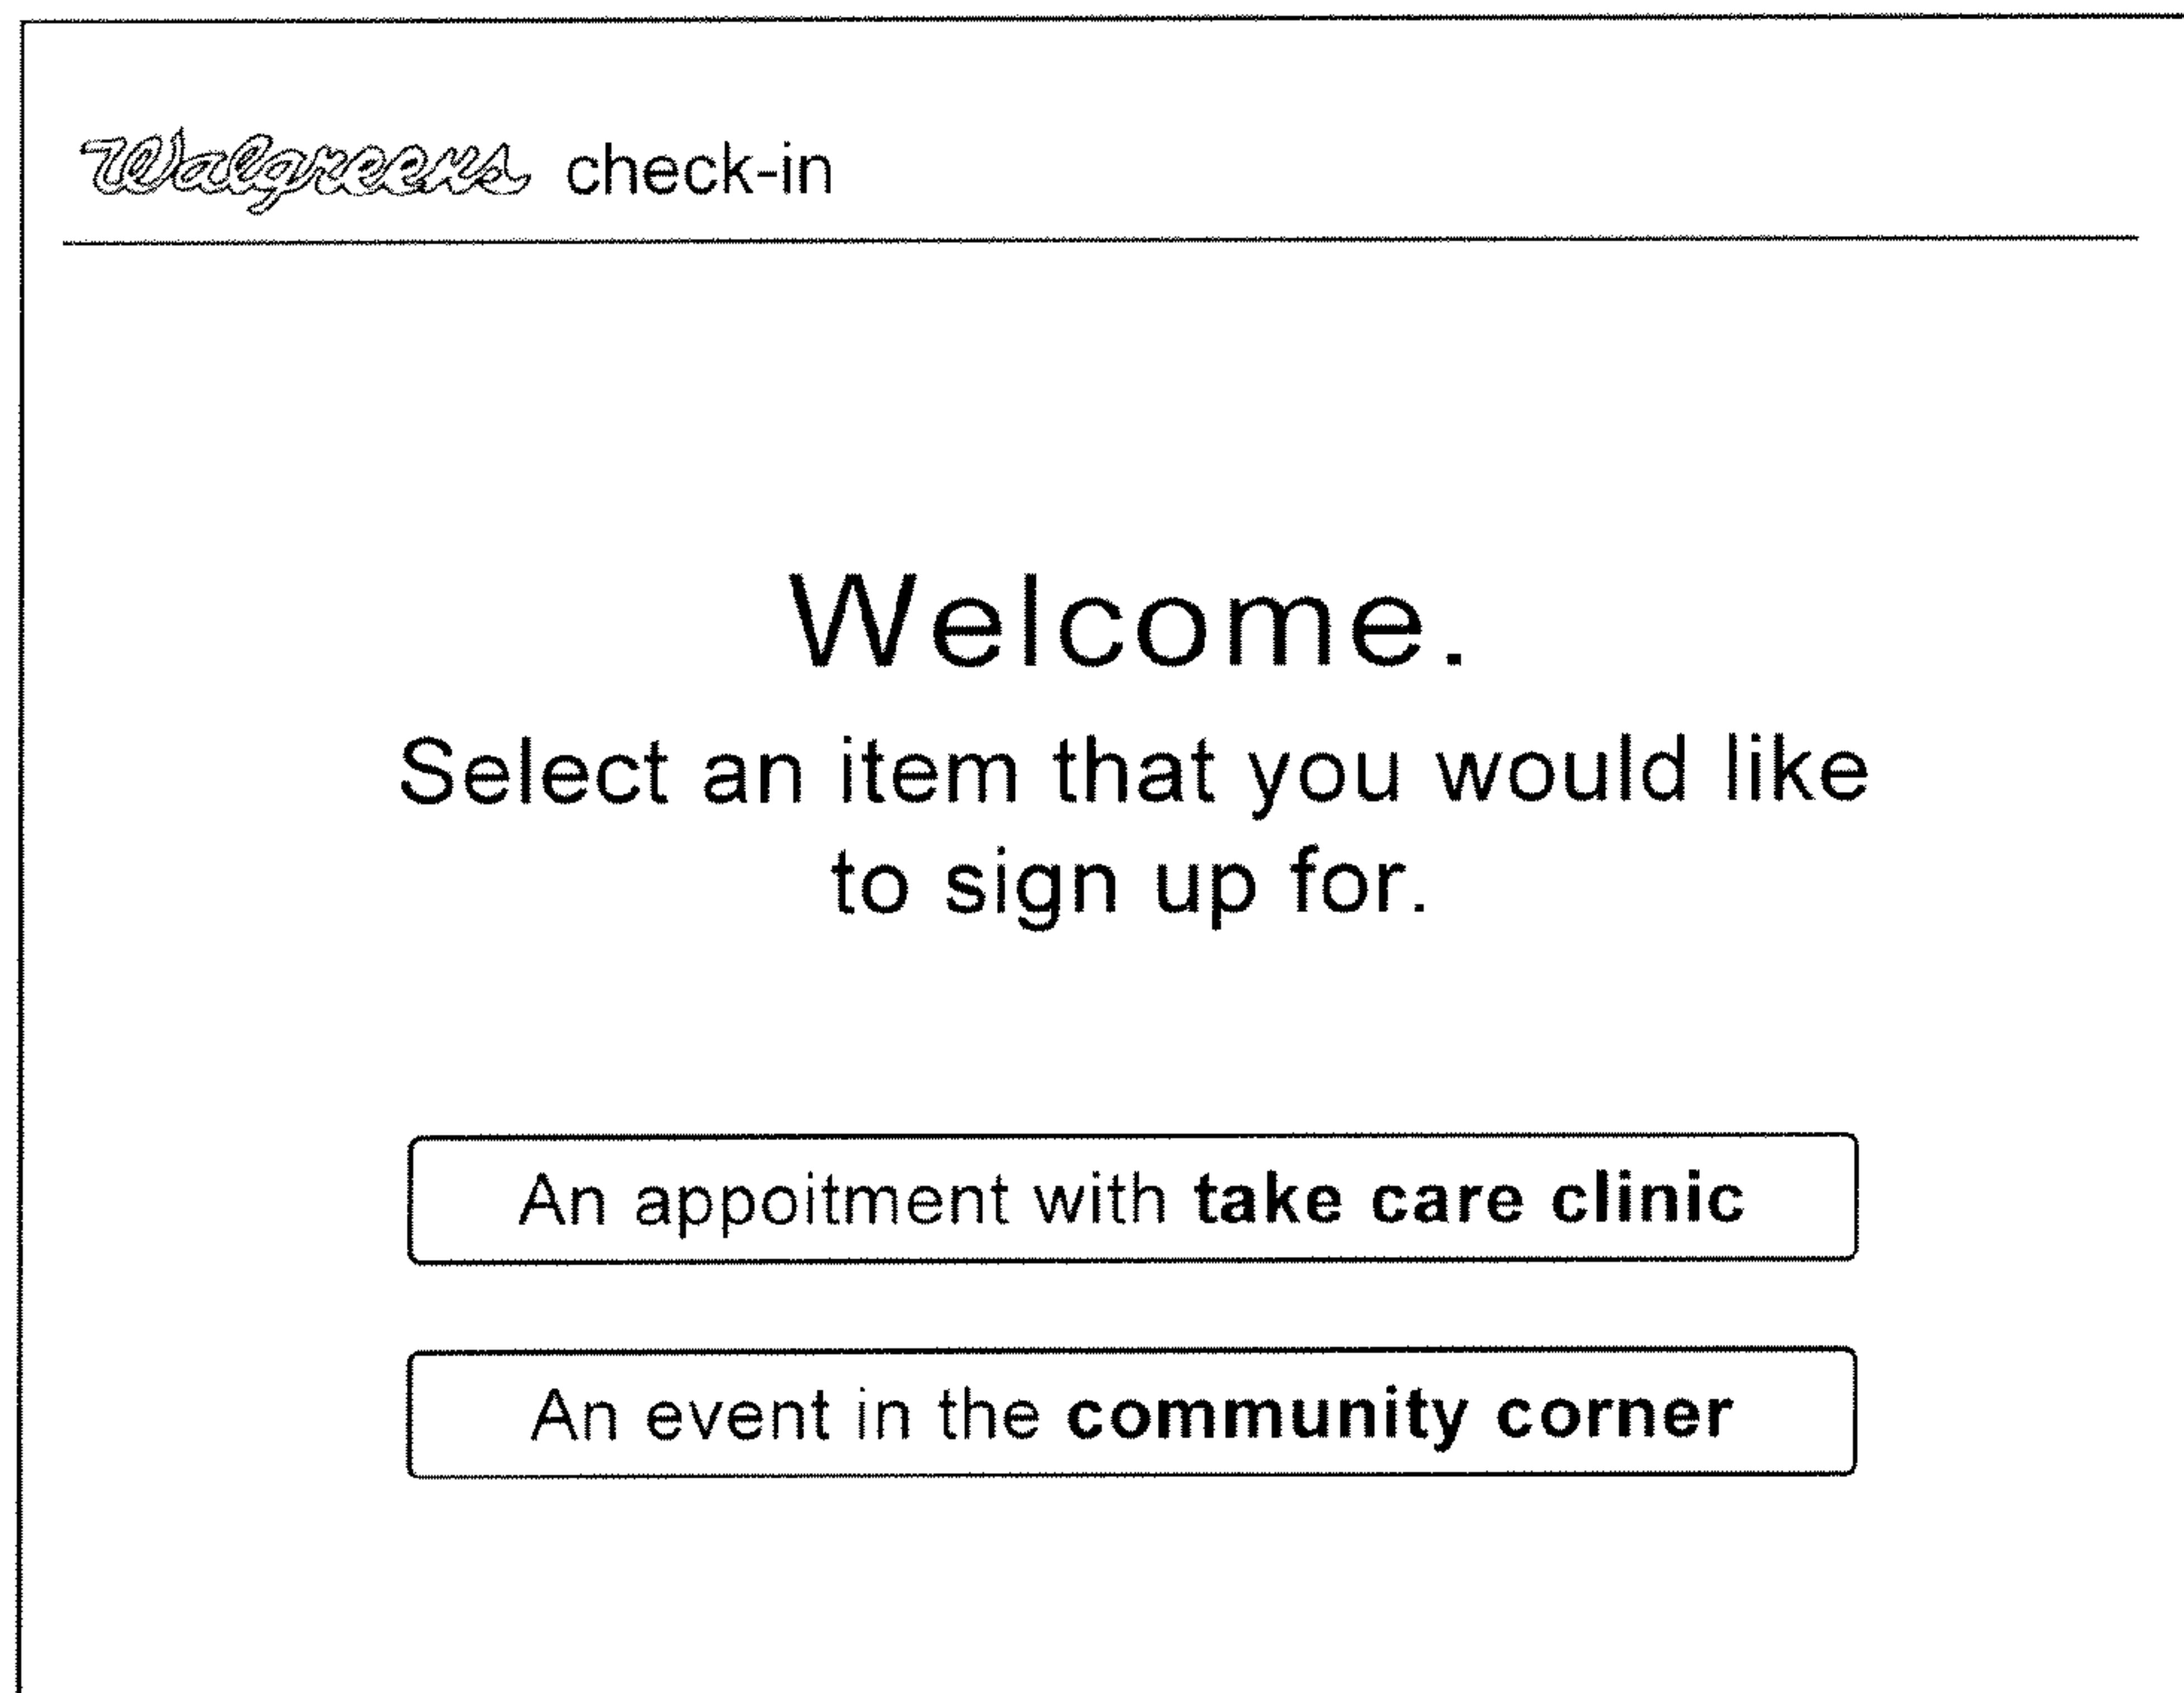 Walgreens check-in
Welcome.
Select an item that you would like
to sign up for.
An appoitment with take care clinic
An event in the community corner